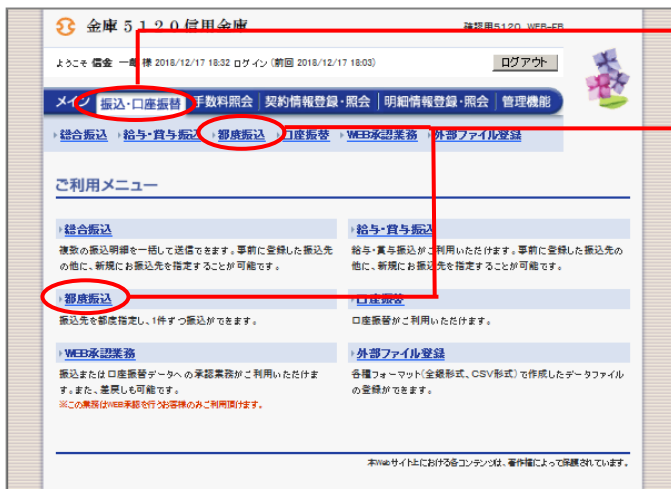 金庫5120信用金庫
確認用5120 WEB-FB
ようこそ 信金 一郎 様 2018/12/17 18:32 ログイン (前回 2018/12/17 18:03)
ログアウト
メイン 振込・口座振替 手数料照会 契約情報登録・照会 明細情報登録・照会 管理機能
総合振込 給与・賞与振込 都度振込 口座振替 WEB承認業務 外部ファイル登録
ご利用メニュー
総合振込
複数の振込明細を一括して送信できます。事前に登録した振込先
の他に、新規にお振込先を指定することが可能です。
給与・賞与振込
給与・賞与振込がご利用いただけます。事前に登録した振込先の
他に、新規にお振込先を指定することが可能です。
都度振込
振込先を都度指定し、1件ずつ振込ができます。
口座振替
口座振替がご利用いただけます。
WEB承認業務
振込または口座振替データへの承認業務がご利用いただけま
す。また、差戻しも可能です。
※この業務はWEB承認を行うお客様のみご利用頂けます。
外部ファイル登録
各種フォーマット(全銀形式、CSV形式)で作成したデータファイル
の登録ができます。
本Webサイト上における各コンテンツは、著作権によって保護されています。